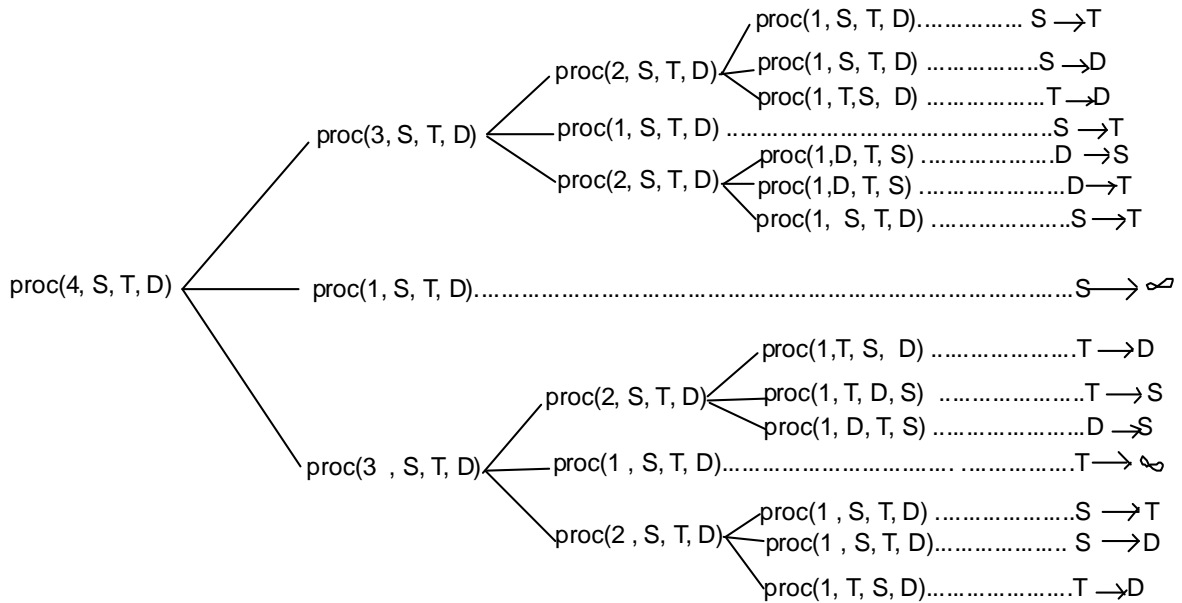 proc(1, S, T, D)............... S → T
proc(2, S, T, D) proc(1, S, T, D) .................S → D
proc(1, T,S, D) .................T → D
proc(3, S, T, D) proc(1, S, T, D) .................................................S → T
proc(2, S, T, D) proc(1,D, T, S) ....................D → S
proc(1,D, T, S) ......................D → T
proc(1, S, T, D) ......................S → T
proc(4, S, T, D) proc(1, S, T, D)...........................................................................................S →
proc(1,T, S, D) ......................T → D
proc(2, S, T, D) proc(1, T, D, S) ......................T → S
proc(1, D, T, S) .......................D → S
proc(3 , S, T, D) proc(1 , S, T, D)................................... .................T →
proc(2 , S, T, D) proc(1 , S, T, D) .....................S → T
proc(1 , S, T, D)................... S → D
proc(1, T, S, D) .....................T → D